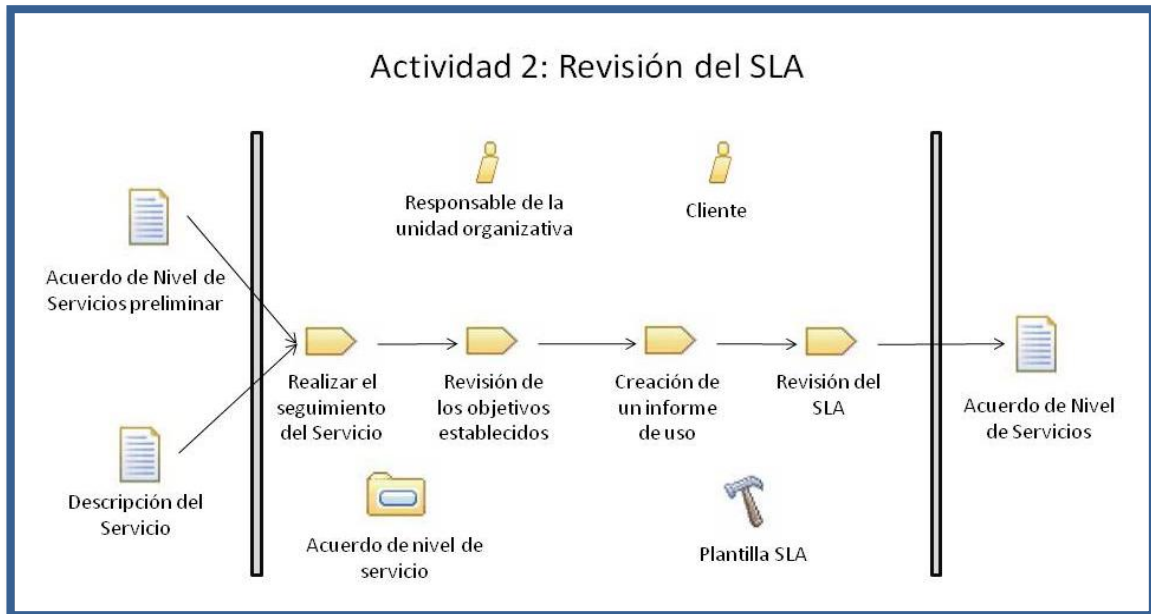 Actividad 2: Revisión del SLA
Responsable de la
unidad organizativa
Cliente
Acuerdo de Nivel de
Servicios preliminar
Realizar el
seguimiento
del Servicio
Revisión de
los objetivos
establecidos
Creación de
un informe
de uso
Revisión del
SLA
Acuerdo de Nivel
de Servicios
Descripción del
Servicio
Acuerdo de nivel de
servicio
Plantilla SLA